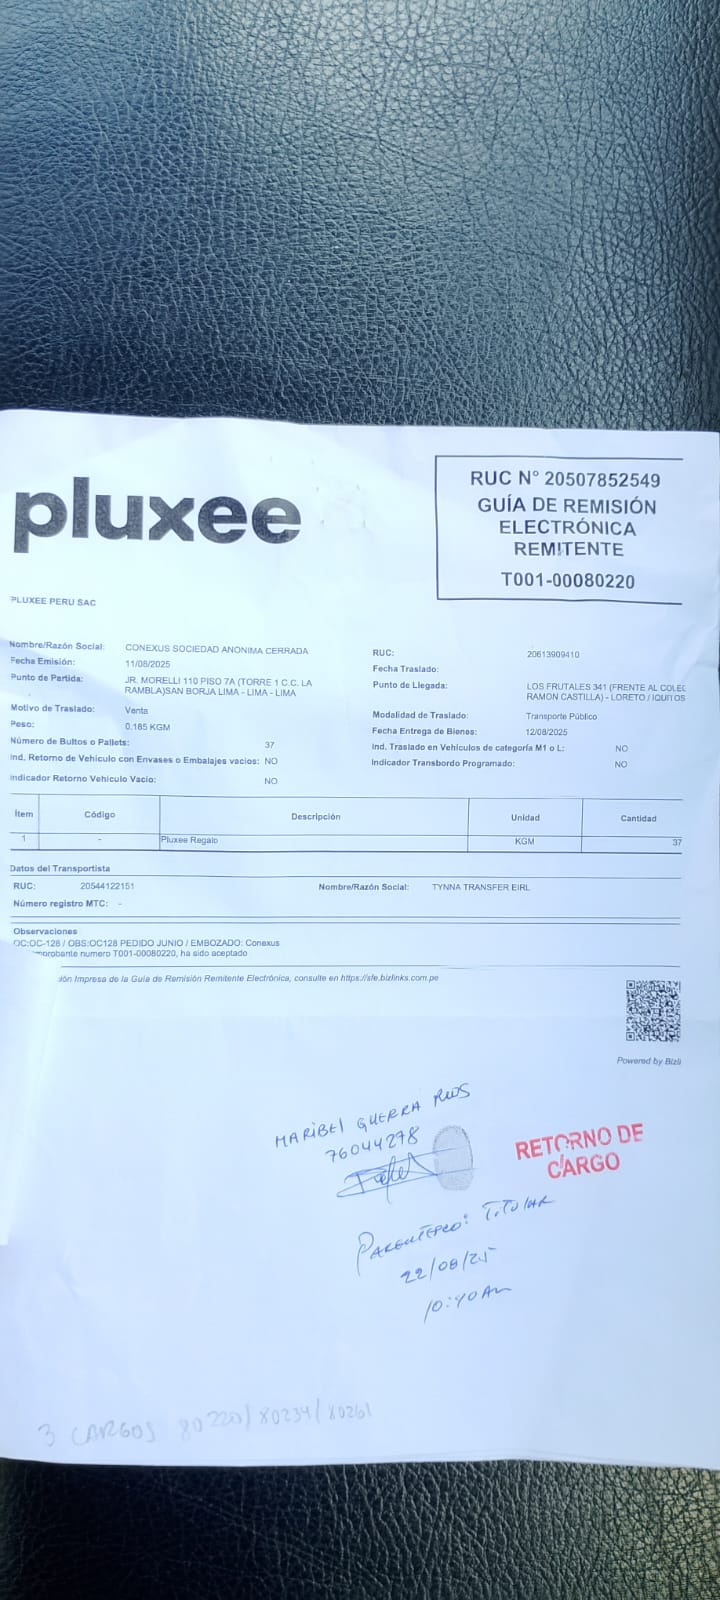 pluxee
RUC N° 20507852549
GUÍA DE REMISIÓN
ELECTRÓNICA
REMITENTE
T001-00080220
PLUXEE PERU SAC
Nombre/Razón Social: CONEXUS SOCIEDAD ANONIMA CERRADA
RUC: 20613909410
Fecha Emisión: 11/08/2025
Fecha Traslado:
Punto de Partida: JR. MORELLI 110 PISO 7A (TORRE 1 C.C. LA
RAMBLA)SAN BORJA LIMA - LIMA - LIMA
Punto de Llegada: LOS FRUTALES 341 (FRENTE AL COLEG
RAMON CASTILLA) - LORETO / IQUITOS
Motivo de Traslado: Venta
Modalidad de Traslado: Transporte Público
Peso: 0.185 KGM
Fecha Entrega de Bienes: 12/08/2025
Número de Bultos o Pallets: 37
Ind. Traslado en Vehículos de categoría M1 o L: NO
Ind. Retorno de Vehículo con Envases o Embalajes vacíos: NO
Indicador Transbordo Programado: NO
Indicador Retorno Vehículo Vacío: NO
Ítem Código Descripción Unidad Cantidad
1 - Pluxee Regalo KGM 37
Datos del Transportista
RUC: 20544122151 Nombre/Razón Social: TYNNA TRANSFER EIRL
Número registro MTC: -
Observaciones
OC:OC-128 / OBS:OC128 PEDIDO JUNIO / EMBOZADO: Conexus
mprobante numero T001-00080220, ha sido aceptado
ión Impresa de la Guía de Remisión Remitente Electrónica, consulte en https://sfe.bizlinks.com.pe
Powered by Bizli
MARIBEL GUERRA RIOS
76044278
RETORNO DE
CARGO
PARENTESCO: TITULAR
22/08/25
10:40 AM
3 CARGOS 80220/80234/80261